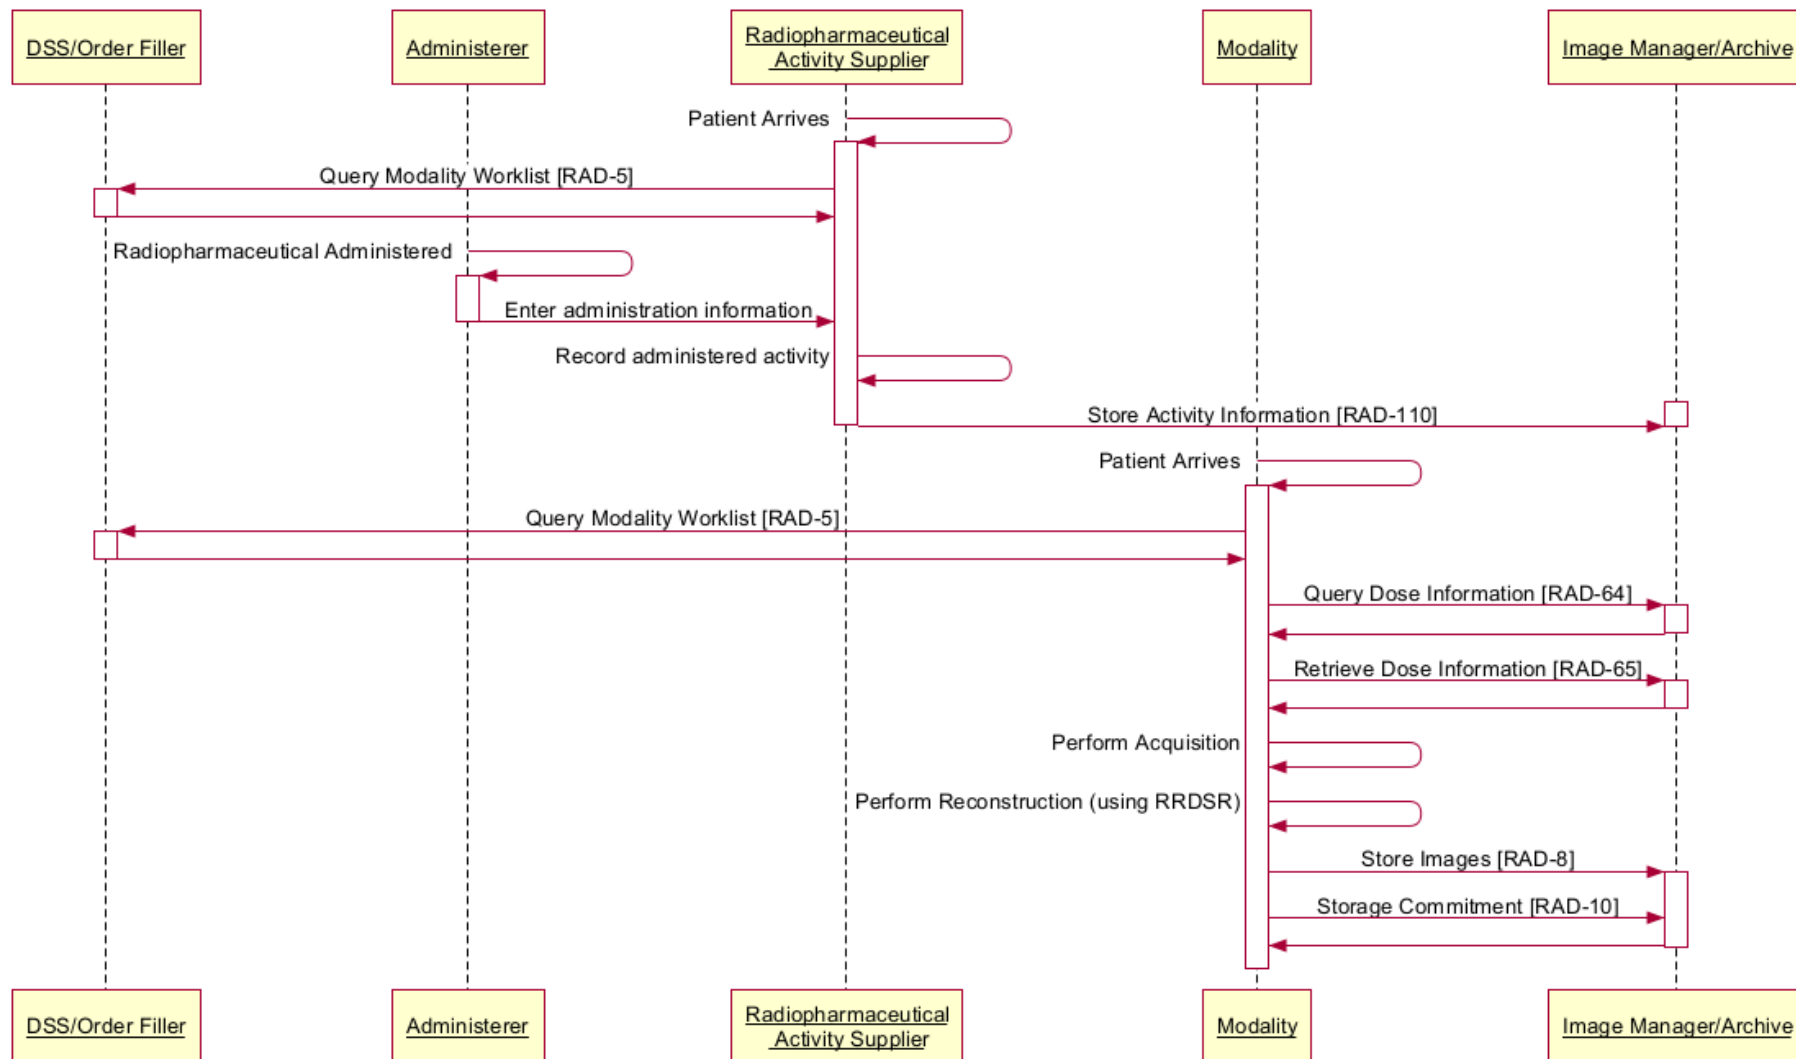 DSS/Order Filler
Administerer
Radiopharmaceutical
Activity Supplier
Modality
Image Manager/Archive
Patient Arrives
Query Modality Worklist [RAD-5]
Radiopharmaceutical Administered
Enter administration information
Record administered activity
Store Activity Information [RAD-110]
Patient Arrives
Query Modality Worklist [RAD-5]
Query Dose Information [RAD-64]
Retrieve Dose Information [RAD-65]
Perform Acquisition
Perform Reconstruction (using RRDSR)
Store Images [RAD-8]
Storage Commitment [RAD-10]
DSS/Order Filler
Administerer
Radiopharmaceutical
Activity Supplier
Modality
Image Manager/Archive